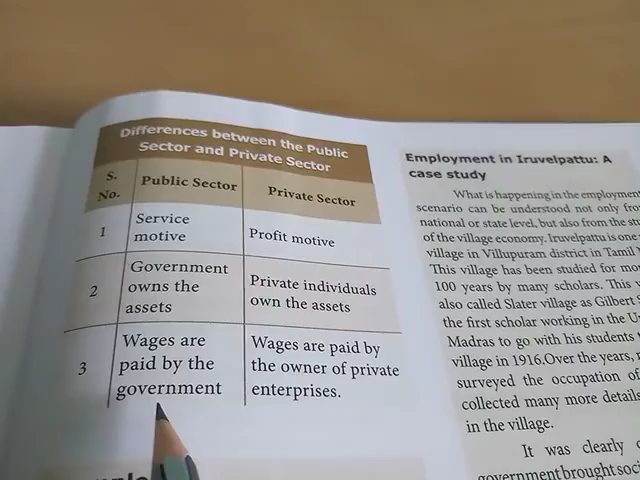 Differences between the Public
Sector and Private Sector
S.
No.
Public Sector
Private Sector
1
Service
motive
Profit motive
2
Government
owns the
assets
Private individuals
own the assets
3
Wages are
paid by the
government
Wages are paid by
the owner of private
enterprises.
Employment in Iruvelpattu: A
case study
What is happening in the employmen
scenario can be understood not only fro
national or state level, but also from the stu
of the village economy. Iruvelpattu is one
village in Villupuram district in Tamil
This village has been studied for mo
100 years by many scholars. This v
also called Slater village as Gilbert S
the first scholar working in the Un
Madras to go with his students
village in 1916.Over the years, r
surveyed the occupation of
collected many more details
in the village.
It was clearly
government brought soci